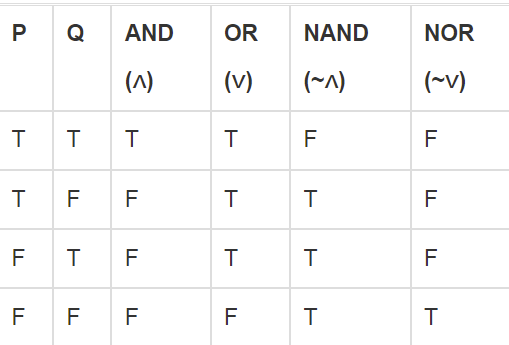 P Q AND OR NAND NOR
(∧) (∨) (~∧) (~∨)
T T T T F F
T F F T T F
F T F T T F
F F F F T T